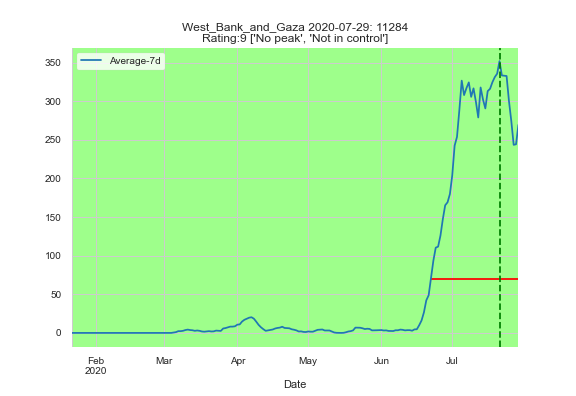 West_Bank_and_Gaza 2020-07-29: 11284
Rating:9 ['No peak', 'Not in control']
Average-7d
350
300
250
200
150
100
50
0
Feb Mar Apr May Jun Jul
2020
Date